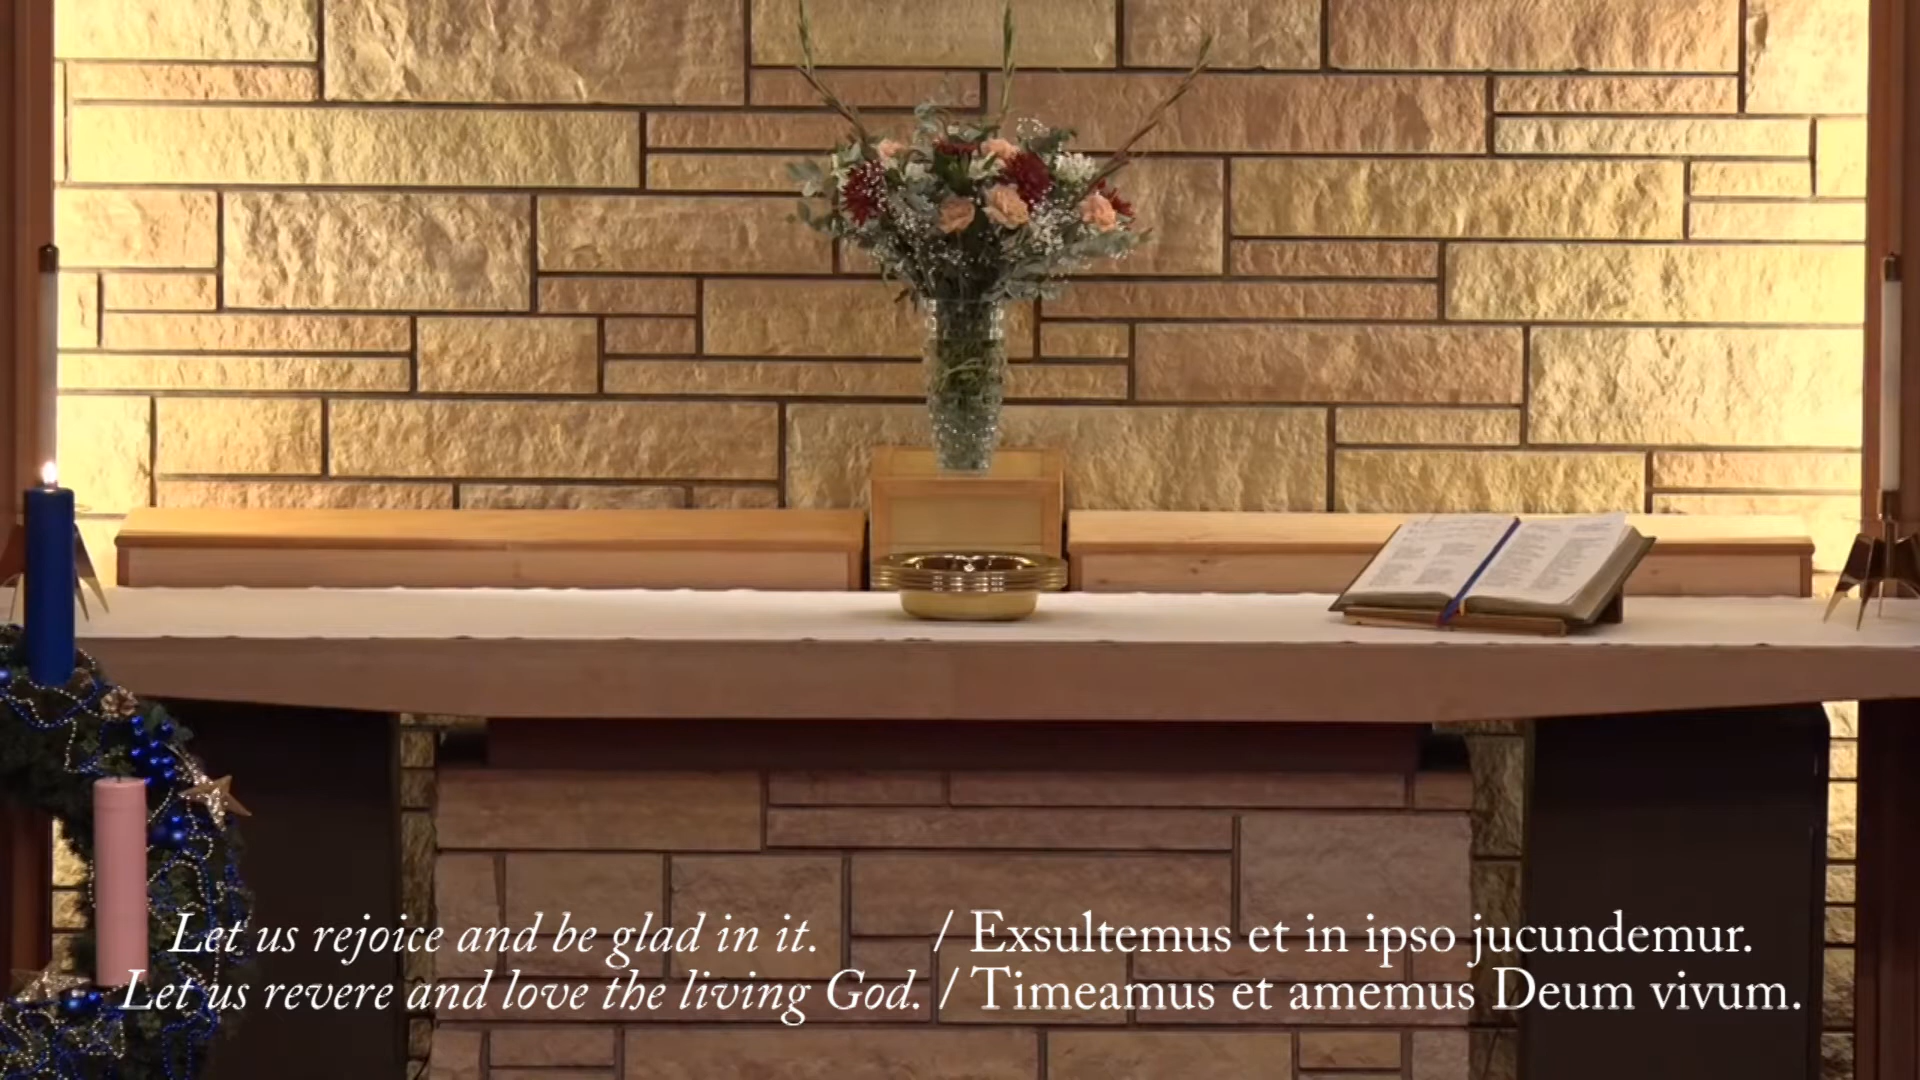 Let us rejoice and be glad in it. / Exsultemus et in ipso jucundemur.
Let us revere and love the living God. / Timeamus et amemus Deum vivum.